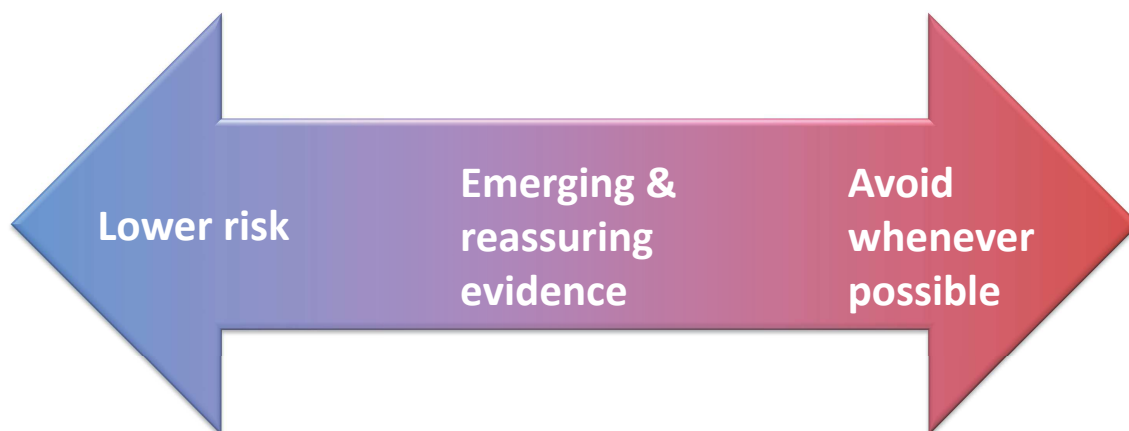 Lower risk
Emerging &
reassuring
evidence
Avoid
whenever
possible